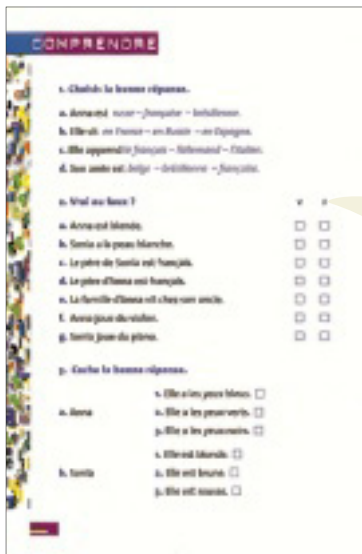 COMPRENDRE
1. Choisis la bonne réponse.
a. Anna est russe – française – brésilienne.
b. Elle vit en France – en Russie – en Espagne.
c. Elle apprend le français – l'allemand – l'italien.
d. Son amie est belge – brésilienne – française.
2. Vrai ou faux ? V F
a. Anna est blonde.
b. Sonia a la peau blanche.
c. Le père de Sonia est français.
d. Le père d'Anna est français.
e. La famille d'Anna vit chez son oncle.
f. Anna joue du violon.
g. Sonia joue du piano.
3. Coche la bonne réponse.
1. Elle a les yeux bleus.
a. Anna 2. Elle a les yeux verts.
3. Elle a les yeux noirs.
1. Elle est blonde.
b. Sonia 2. Elle est brune.
3. Elle est rousse.